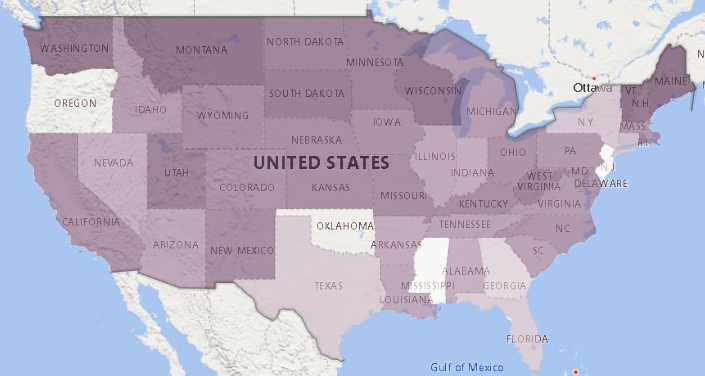 WASHINGTON
MONTANA
NORTH DAKOTA
MINNESOTA
OREGON
IDAHO
WYOMING
SOUTH DAKOTA
WISCONSIN
MICHIGAN
Ottawa
MAINE
VT.
N.H.
N.Y.
MASS
NEBRASKA
IOWA
NEVADA
UTAH
COLORADO
UNITED STATES
KANSAS
MISSOURI
ILLINOIS
INDIANA
OHIO
PA
N.J.
MD
DELAWARE
WEST
VIRGINIA
VIRGINIA
KENTUCKY
CALIFORNIA
ARIZONA
NEW MEXICO
OKLAHOMA
ARKANSAS
TENNESSEE
NC
SC
TEXAS
LOUISIANA
MISSISSIPPI
ALABAMA
GEORGIA
FLORIDA
Gulf of Mexico